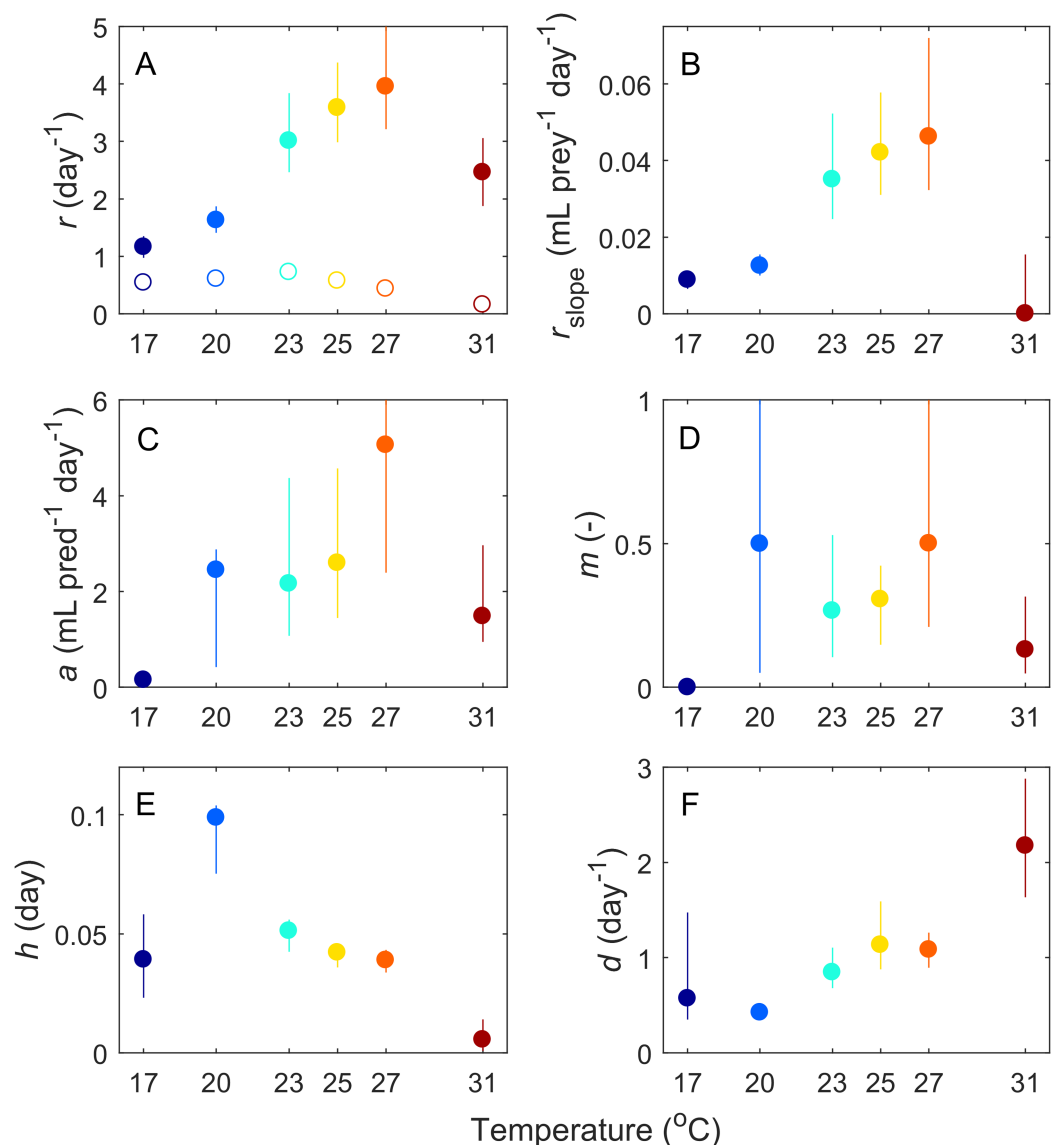 A
r (day⁻¹)
5
4
3
2
1
0
17 20 23 25 27 31
B
r_slope (mL prey⁻¹ day⁻¹)
0.06
0.04
0.02
0
17 20 23 25 27 31
C
a (mL pred⁻¹ day⁻¹)
6
4
2
0
17 20 23 25 27 31
D
m (-)
1
0.5
0
17 20 23 25 27 31
E
h (day)
0.1
0.05
0
17 20 23 25 27 31
F
d (day⁻¹)
3
2
1
0
17 20 23 25 27 31
Temperature (°C)